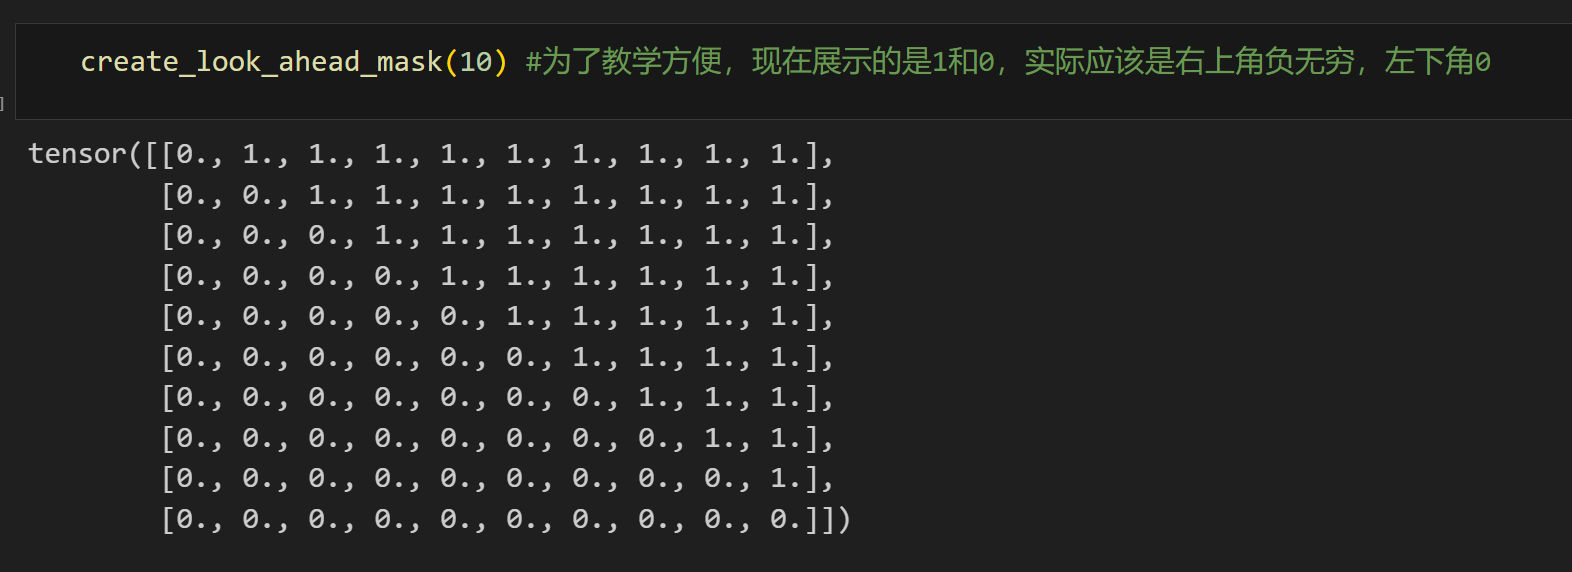 create_look_ahead_mask(10) #为了教学方便，现在展示的是1和0，实际应该是右上角负无穷，左下角0
]
tensor([[0., 1., 1., 1., 1., 1., 1., 1., 1., 1.],
[0., 0., 1., 1., 1., 1., 1., 1., 1., 1.],
[0., 0., 0., 1., 1., 1., 1., 1., 1., 1.],
[0., 0., 0., 0., 1., 1., 1., 1., 1., 1.],
[0., 0., 0., 0., 0., 1., 1., 1., 1., 1.],
[0., 0., 0., 0., 0., 0., 1., 1., 1., 1.],
[0., 0., 0., 0., 0., 0., 0., 1., 1., 1.],
[0., 0., 0., 0., 0., 0., 0., 0., 1., 1.],
[0., 0., 0., 0., 0., 0., 0., 0., 0., 1.],
[0., 0., 0., 0., 0., 0., 0., 0., 0., 0.]])